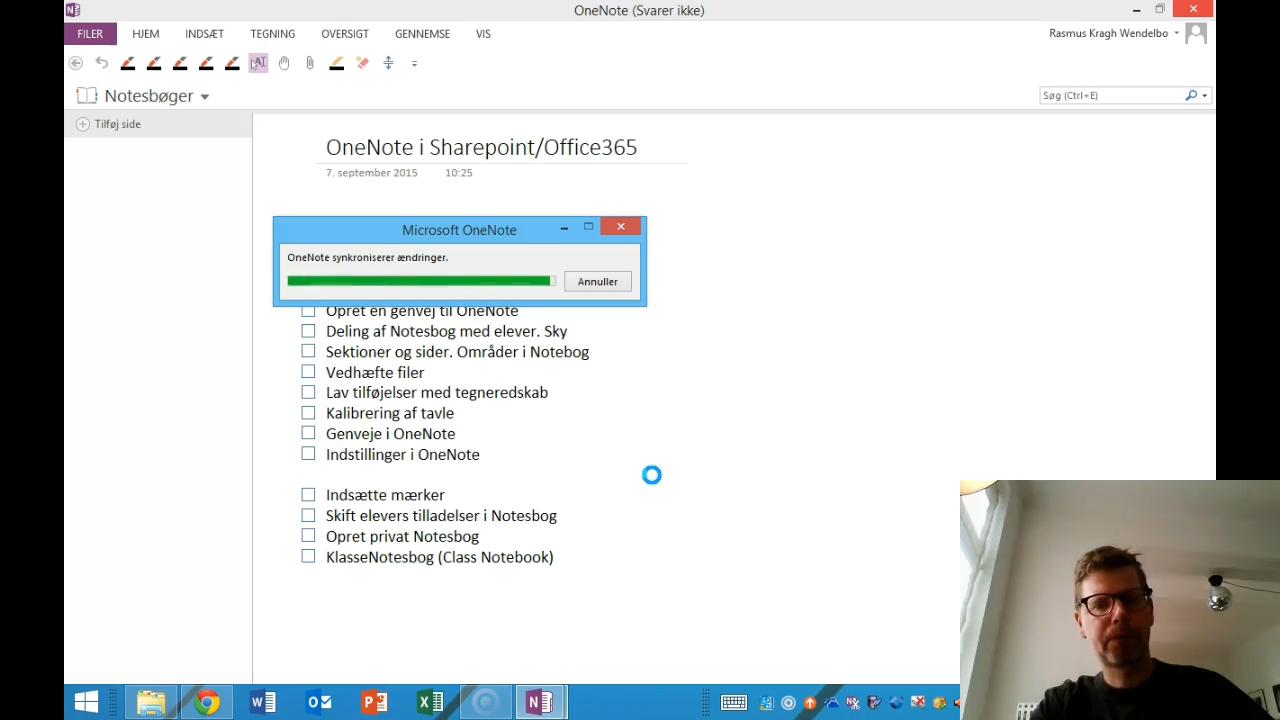 OneNote (Svarer ikke)
FILER HJEM INDSÆT TEGNING OVERSIGT GENNEMSE VIS
Rasmus Kragh Wendelbo
Notesbøger
Søg (Ctrl+E)
Tilføj side
OneNote i Sharepoint/Office365
7. september 2015 10:25
Microsoft OneNote
OneNote synkroniserer ændringer.
Annuller
Opret en genvej til OneNote
Deling af Notesbog med elever. Sky
Sektioner og sider. Områder i Notebog
Vedhæfte filer
Lav tilføjelser med tegneredskab
Kalibrering af tavle
Genveje i OneNote
Indstillinger i OneNote
Indsætte mærker
Skift elevers tilladelser i Notesbog
Opret privat Notesbog
KlasseNotesbog (Class Notebook)